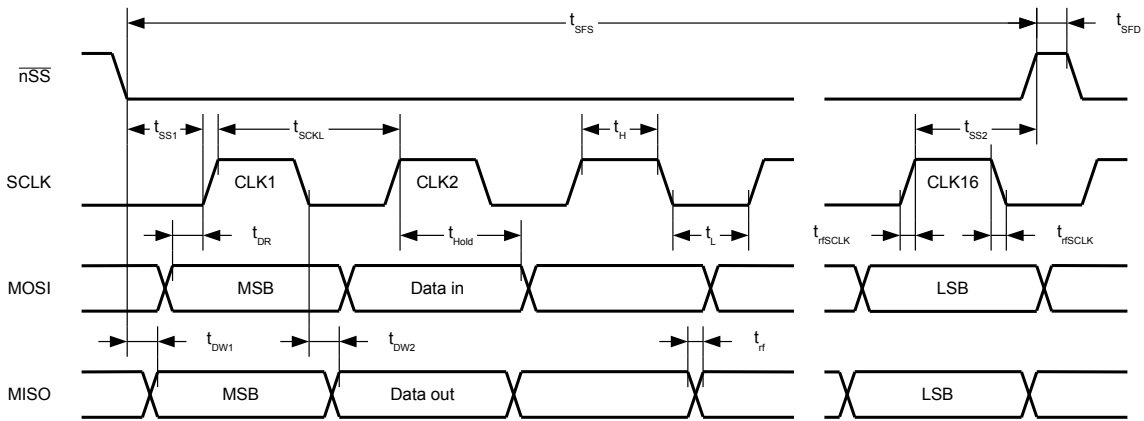 tSFS
tSFD
nSS
tSS1
tSCKL
tH
tSS2
SCLK
CLK1
CLK2
CLK16
tDR
tHold
tL
trfSCLK
trfSCLK
MOSI
MSB
Data in
LSB
tDW1
tDW2
trf
MISO
MSB
Data out
LSB